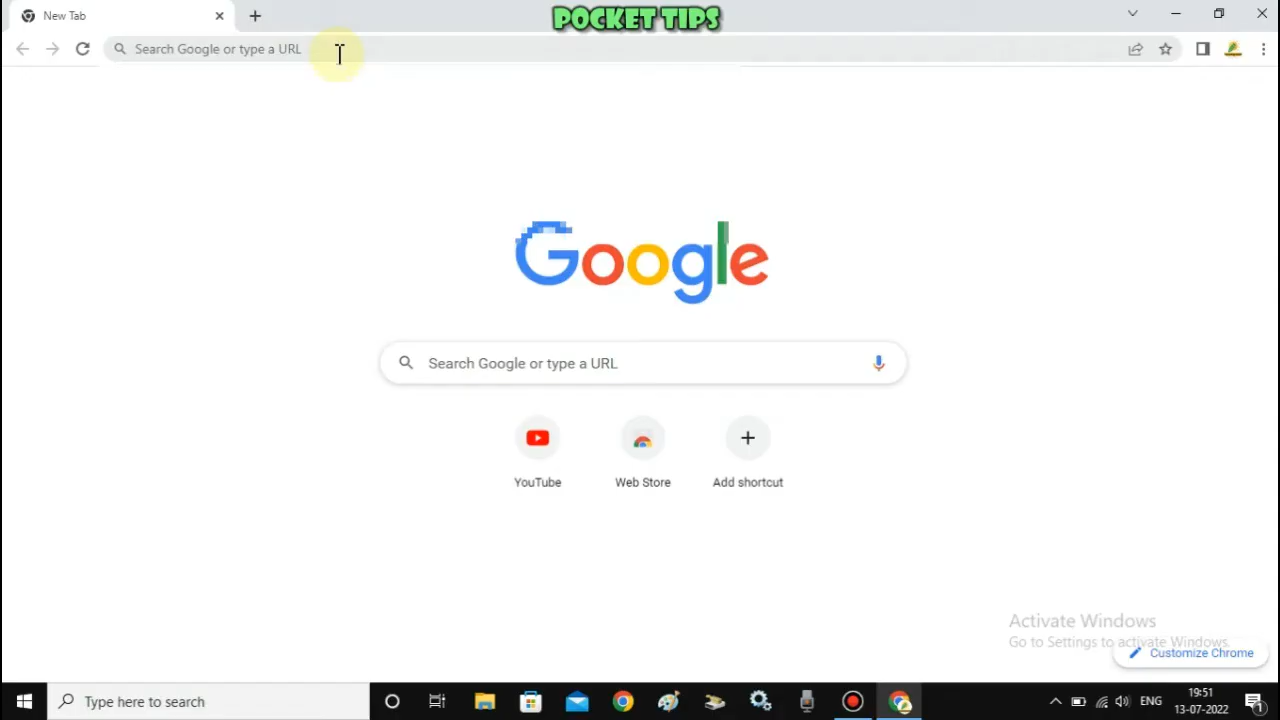 New Tab
POCKET TIPS
Search Google or type a URL
Google
Search Google or type a URL
YouTube
Web Store
Add shortcut
Activate Windows
Go to Settings to activate Windows.
Customize Chrome
Type here to search
ENG
19:51
13-07-2022
1